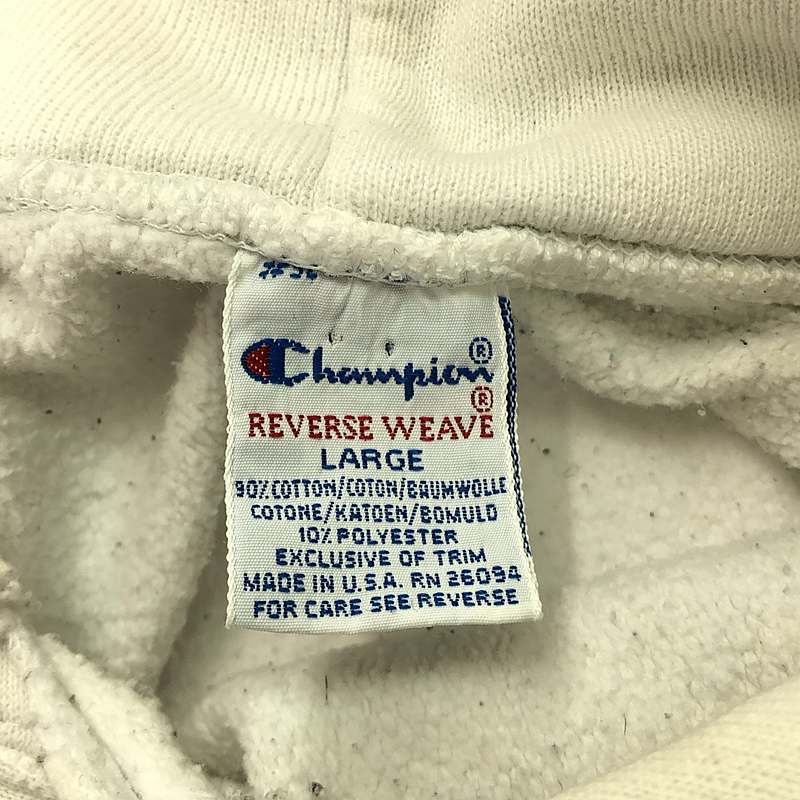 Champion®
REVERSE WEAVE®
LARGE
90% COTTON/COTON/BAUMWOLLE
COTONE/KATOEN/BOMULD
10% POLYESTER
EXCLUSIVE OF TRIM
MADE IN U.S.A. RN 26094
FOR CARE SEE REVERSE